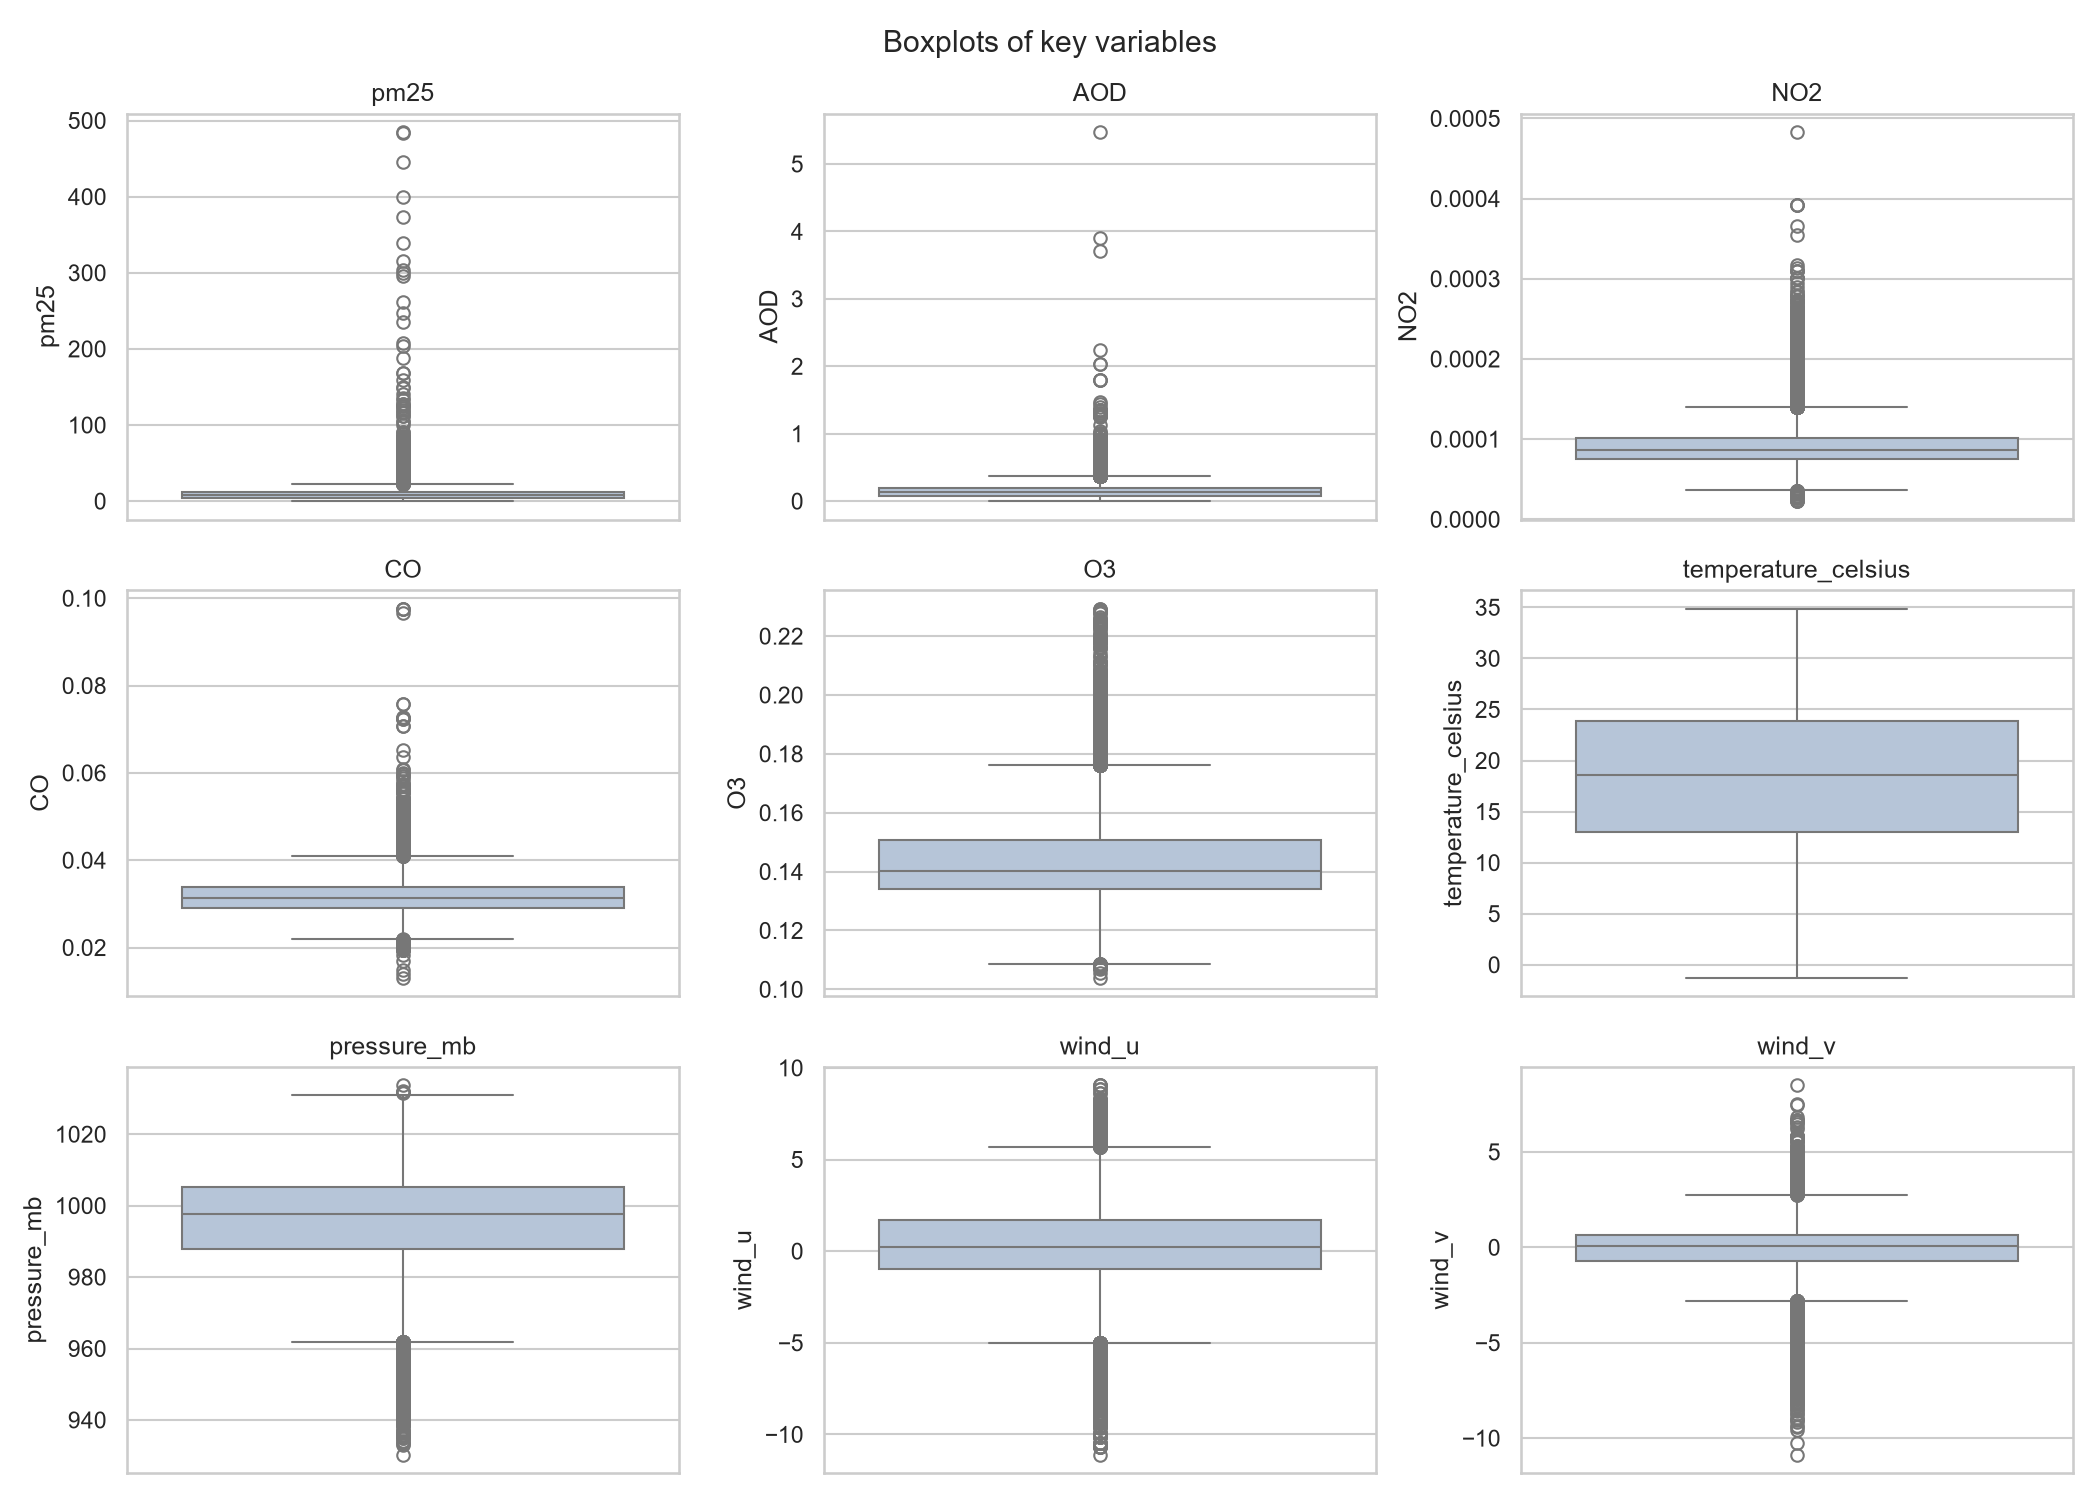 Boxplots of key variables
pm25
500
400
300
200
100
0
pm25
AOD
5
4
3
2
1
0
AOD
NO2
0.0005
0.0004
0.0003
0.0002
0.0001
0.0000
NO2
CO
0.10
0.08
0.06
0.04
0.02
CO
O3
0.22
0.20
0.18
0.16
0.14
0.12
0.10
O3
temperature_celsius
35
30
25
20
15
10
5
0
temperature_celsius
pressure_mb
1020
1000
980
960
940
pressure_mb
wind_u
10
5
0
−5
−10
wind_u
wind_v
5
0
−5
−10
wind_v